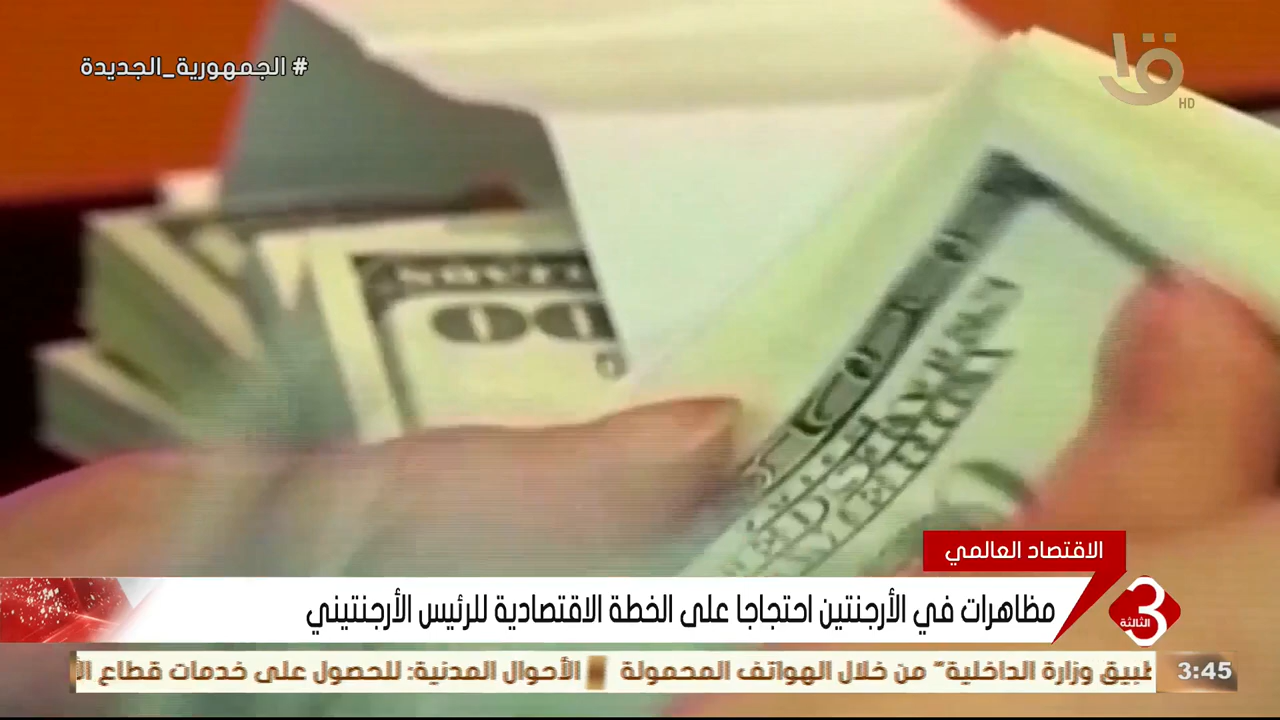 #الجمهورية_الجديدة
HD
الاقتصاد العالمي
مظاهرات في الأرجنتين احتجاجا على الخطة الاقتصادية للرئيس الأرجنتيني
3
الثالثة
وزارة الداخلية" من خلال الهواتف المحمولة
الأحوال المدنية: للحصول على خدمات قطاع
3:45